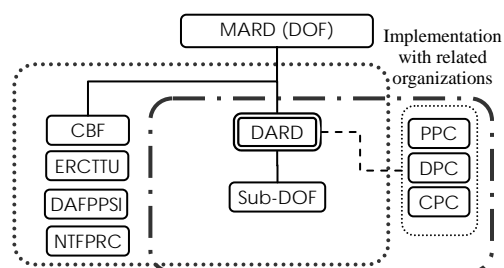 MARD (DOF)
Implementation
with related
organizations
CBF
ERCTTU
DAFPPSI
NTFPRC
DARD
Sub-DOF
PPC
DPC
CPC